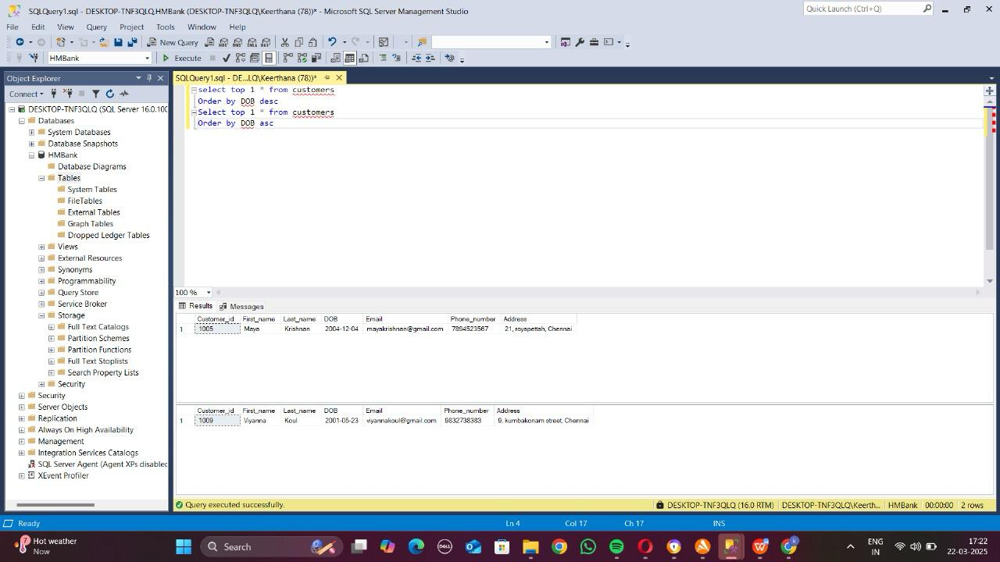 SQLQuery1.sql - DESKTOP-TNF3QLQ.HMBank (DESKTOP-TNF3QLQ\Keerthana (78))* - Microsoft SQL Server Management Studio
Quick Launch (Ctrl+Q)
File Edit View Query Project Tools Window Help
New Query
HMBank Execute
Object Explorer
SQLQuery1.sql - DE...LQ\Keerthana (78))*
Connect
select top 1 * from customers
Order by DOB desc
Select top 1 * from customers
Order by DOB asc
DESKTOP-TNF3QLQ (SQL Server 16.0.100
Databases
System Databases
Database Snapshots
HMBank
Database Diagrams
Tables
System Tables
FileTables
External Tables
Graph Tables
Dropped Ledger Tables
Views
External Resources
Synonyms
Programmability
Query Store
Service Broker
Storage
Full Text Catalogs
Partition Schemes
Partition Functions
Full Text Stoplists
Search Property Lists
Security
Security
Server Objects
Replication
Always On High Availability
Management
Integration Services Catalogs
SQL Server Agent (Agent XPs disabled
XEvent Profiler
100 %
Results Messages
Customer_id First_name Last_name DOB Email Phone_number Address
1 1005 Maya Krishnan 2004-12-04 mayakrishnan@gmail.com 7894523567 21, royapettah, Chennai
Customer_id First_name Last_name DOB Email Phone_number Address
1 1009 Viyanna Koul 2001-05-23 viyannakoul@gmail.com 9832738383 9, kumbakonam street, Chennai
Query executed successfully. DESKTOP-TNF3QLQ (16.0 RTM) DESKTOP-TNF3QLQ\Keerth... HMBank 00:00:00 2 rows
Ready Ln 4 Col 17 Ch 17 INS
Hot weather
Now
Search
ENG
IN
17:22
22-03-2025